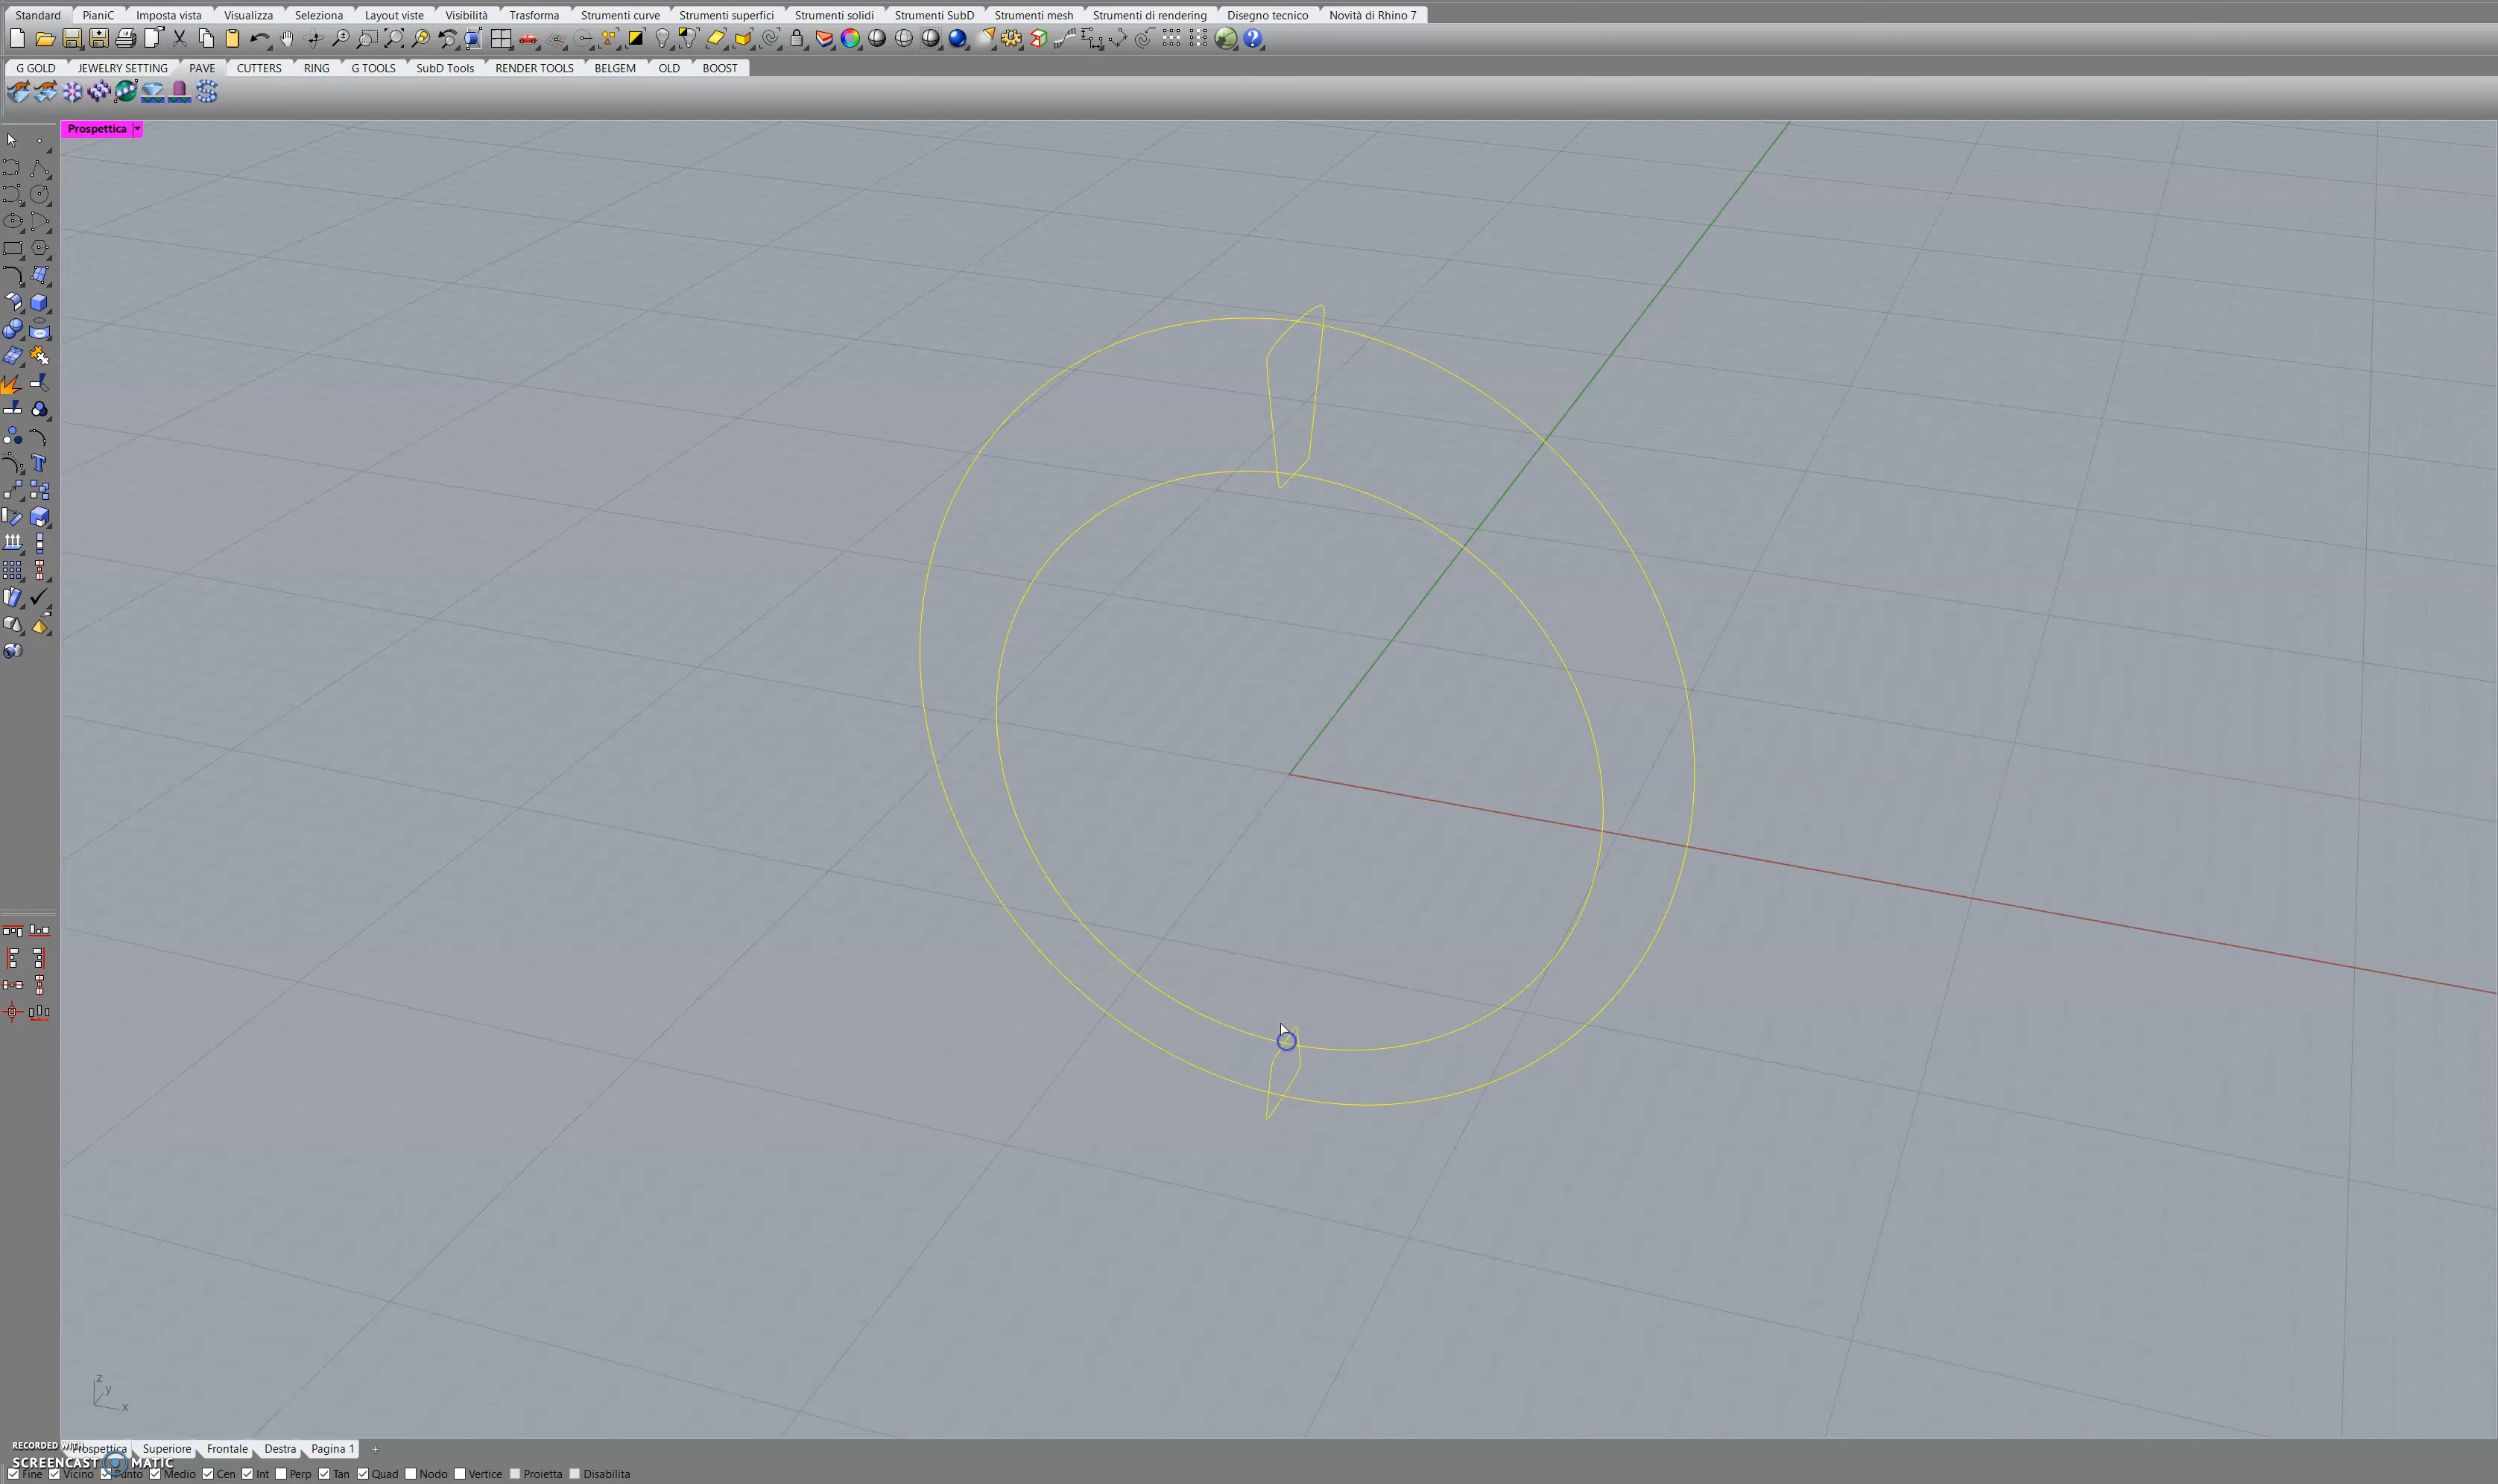 Standard PianiC Imposta vista Visualizza Seleziona Layout viste Visibilità Trasforma Strumenti curve Strumenti superfici Strumenti solidi Strumenti SubD Strumenti mesh Strumenti di rendering Disegno tecnico Novità di Rhino 7
G GOLD JEWELRY SETTING PAVE CUTTERS RING G TOOLS SubD Tools RENDER TOOLS BELGEM OLD BOOST
Prospettica
z
y
x
RECORDED WITH
Prospettica Superiore Frontale Destra Pagina 1 +
SCREENCAST MATIC
Fine Vicino Punto Medio Cen Int Perp Tan Quad Nodo Vertice Proietta Disabilita